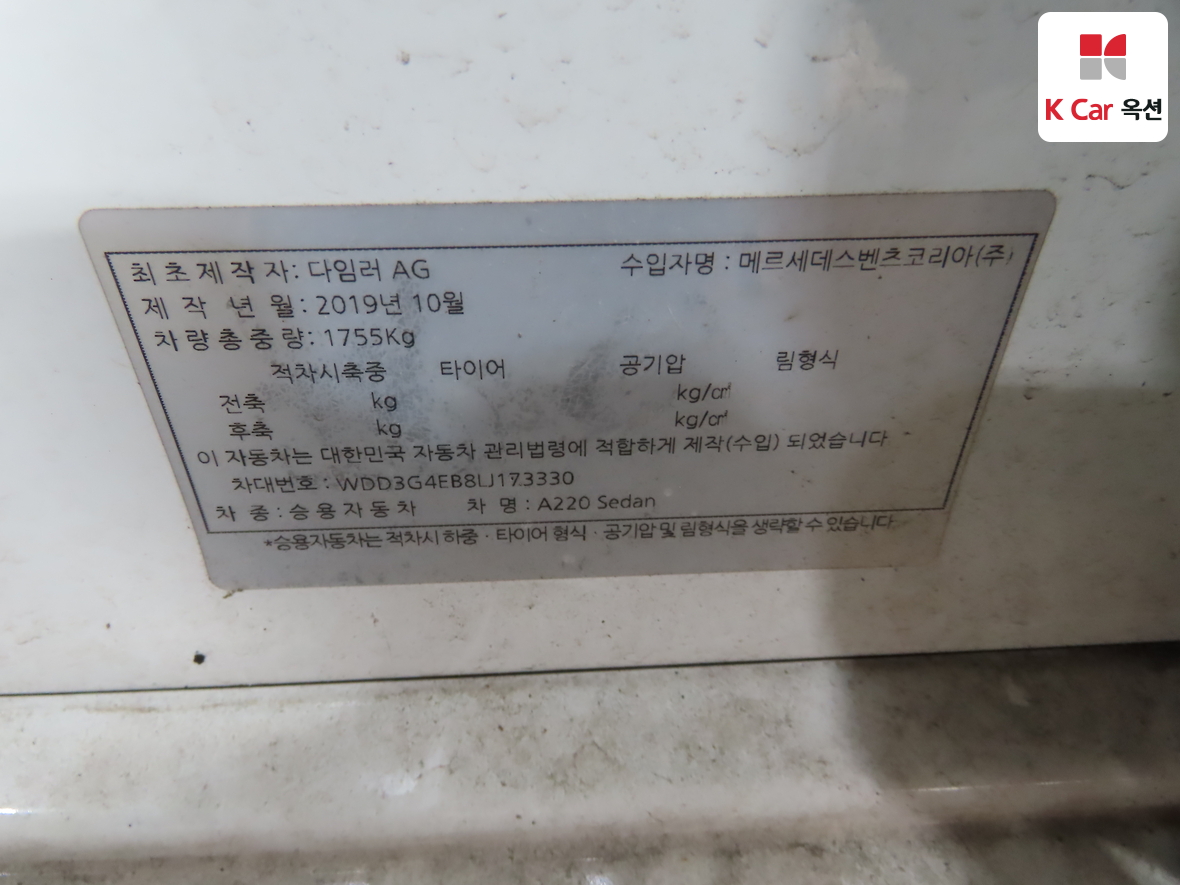 K Car 옥션
최초제작자: 다임러 AG 수입자명 : 메르세데스벤츠코리아(주)
제 작 년 월 : 2019년 10월
차량총중량: 1755Kg
적차시축중 타이어 공기압 림형식
전축 kg kg/㎠
후축 kg kg/㎠
이 자동차는 대한민국 자동차 관리법령에 적합하게 제작(수입) 되었습니다
차대번호 : WDD3G4EB8LJ173330
차 종 : 승용자동차 차 명 : A220 Sedan
*승용자동차는 적차시 하중 · 타이어 형식 · 공기압 및 림형식을 생략할 수 있습니다.